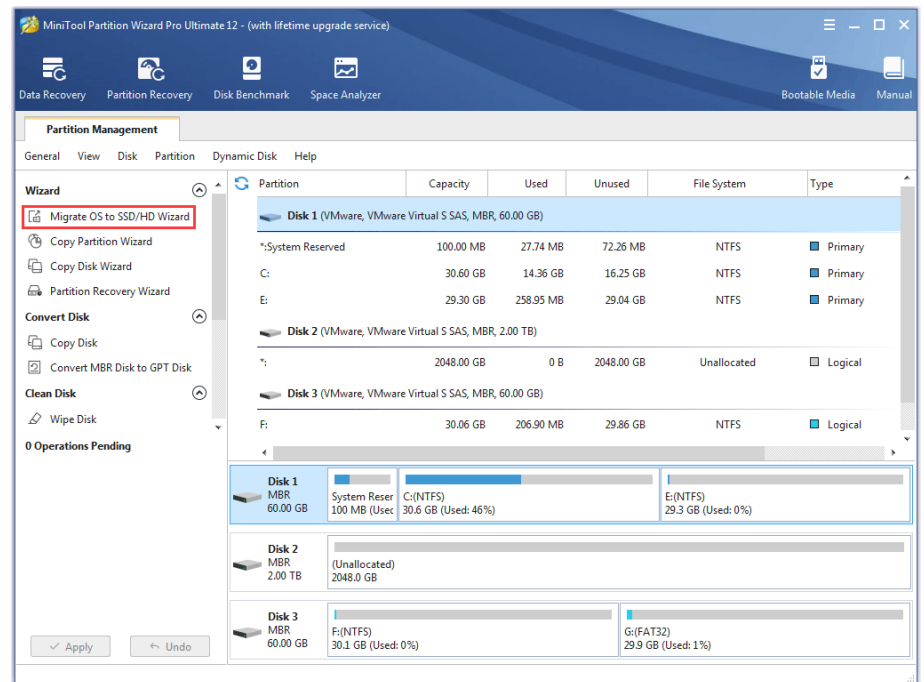 MiniTool Partition Wizard Pro Ultimate 12 - (with lifetime upgrade service)
Data Recovery Partition Recovery Disk Benchmark Space Analyzer Bootable Media Manual
Partition Management
General View Disk Partition Dynamic Disk Help
Wizard
Migrate OS to SSD/HD Wizard
Copy Partition Wizard
Copy Disk Wizard
Partition Recovery Wizard
Convert Disk
Copy Disk
Convert MBR Disk to GPT Disk
Clean Disk
Wipe Disk
0 Operations Pending
Apply Undo
Partition Capacity Used Unused File System Type
Disk 1 (VMware, VMware Virtual S SAS, MBR, 60.00 GB)
*:System Reserved 100.00 MB 27.74 MB 72.26 MB NTFS Primary
C: 30.60 GB 14.36 GB 16.25 GB NTFS Primary
E: 29.30 GB 258.95 MB 29.04 GB NTFS Primary
Disk 2 (VMware, VMware Virtual S SAS, MBR, 2.00 TB)
*: 2048.00 GB 0 B 2048.00 GB Unallocated Logical
Disk 3 (VMware, VMware Virtual S SAS, MBR, 60.00 GB)
F: 30.06 GB 206.90 MB 29.86 GB NTFS Logical
Disk 1
MBR
60.00 GB
System Reser
100 MB (Usec
C:(NTFS)
30.6 GB (Used: 46%)
E:(NTFS)
29.3 GB (Used: 0%)
Disk 2
MBR
2.00 TB
(Unallocated)
2048.0 GB
Disk 3
MBR
60.00 GB
F:(NTFS)
30.1 GB (Used: 0%)
G:(FAT32)
29.9 GB (Used: 1%)